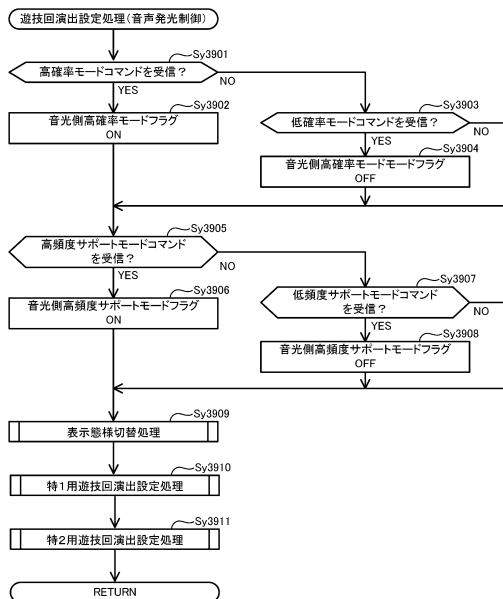 遊技回演出設定処理(音声発光制御)
Sy3901
高確率モードコマンドを受信?
NO
YES
Sy3902
音光側高確率モードフラグ
ON
Sy3903
低確率モードコマンドを受信?
NO
YES
Sy3904
音光側高確率モードモードフラグ
OFF
Sy3905
高頻度サポートモードコマンド
を受信?
NO
YES
Sy3906
音光側高頻度サポートモードフラグ
ON
Sy3907
低頻度サポートモードコマンド
を受信?
NO
YES
Sy3908
音光側高頻度サポートモードフラグ
OFF
Sy3909
表示態様切替処理
Sy3910
特1用遊技回演出設定処理
Sy3911
特2用遊技回演出設定処理
RETURN